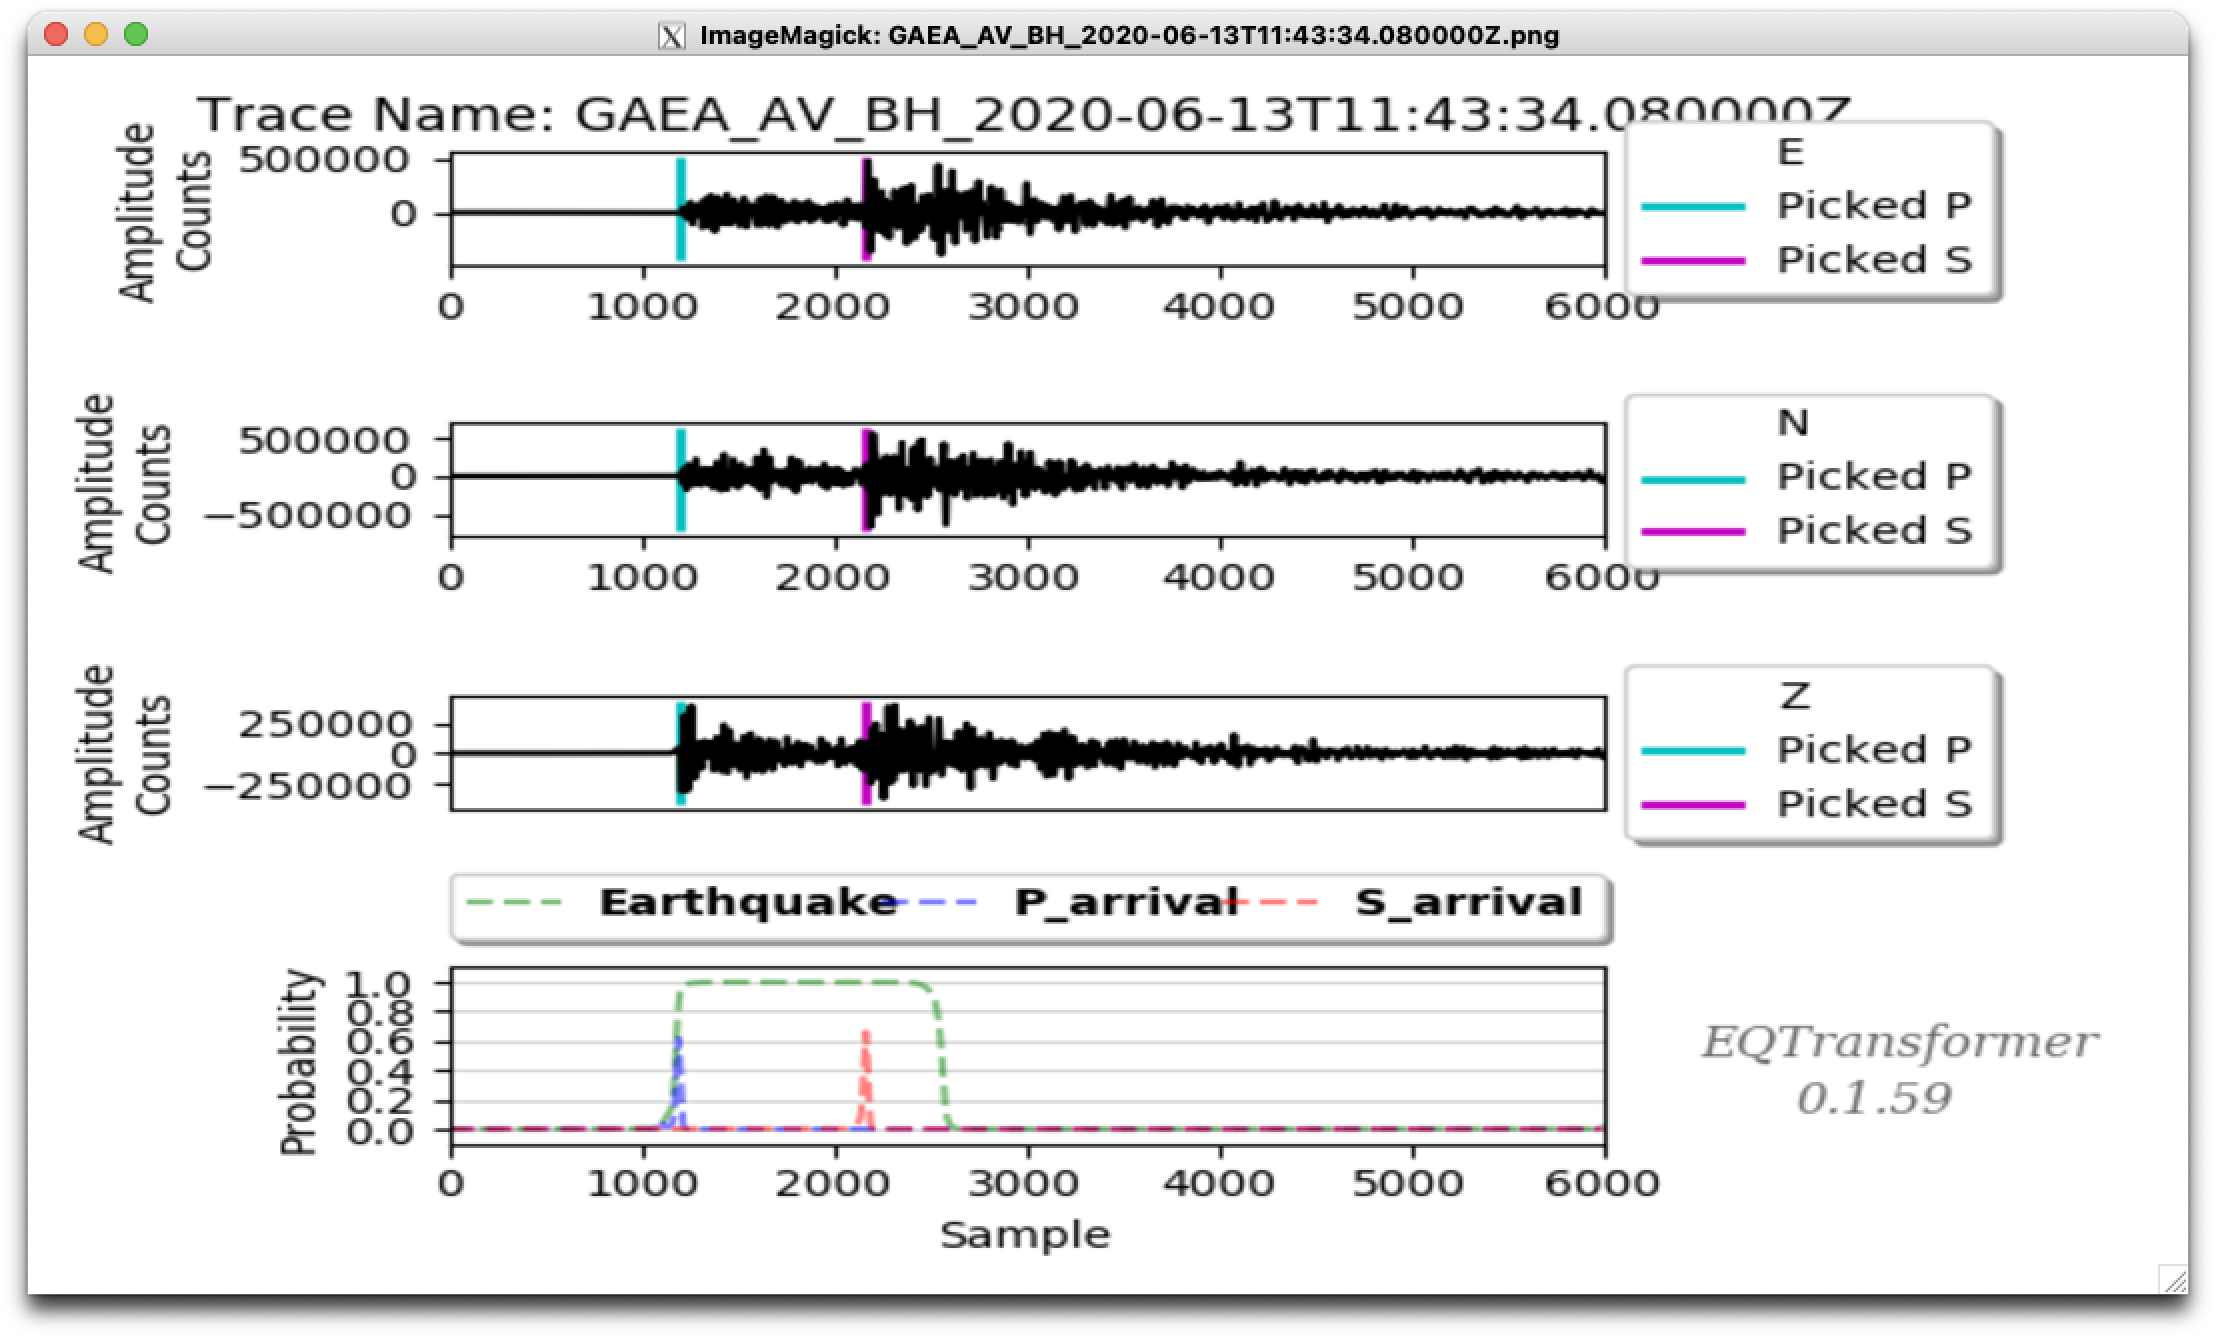 ImageMagick: GAEA_AV_BH_2020-06-13T11:43:34.080000Z.png
Trace Name: GAEA_AV_BH_2020-06-13T11:43:34.080000Z
Amplitude
Counts
500000
0
0 1000 2000 3000 4000 5000 6000
E
Picked P
Picked S
Amplitude
Counts
500000
0
−500000
0 1000 2000 3000 4000 5000 6000
N
Picked P
Picked S
Amplitude
Counts
250000
0
−250000
Z
Picked P
Picked S
Earthquake P_arrival S_arrival
Probability
1.0
0.8
0.6
0.4
0.2
0.0
0 1000 2000 3000 4000 5000 6000
Sample
EQTransformer
0.1.59